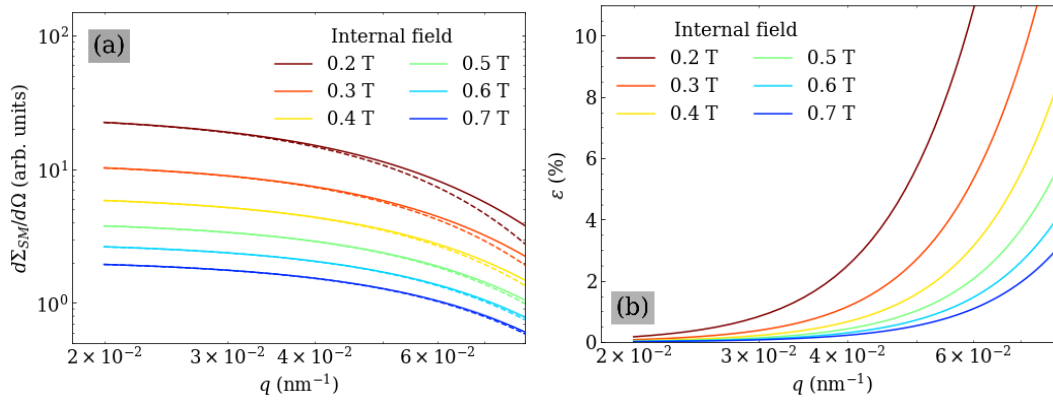 (a)
Internal field
0.2 T 0.5 T
0.3 T 0.6 T
0.4 T 0.7 T
10²
10¹
10⁰
dΣ_SM/dΩ (arb. units)
2 × 10⁻² 3 × 10⁻² 4 × 10⁻² 6 × 10⁻²
q (nm⁻¹)
Internal field
0.2 T 0.5 T
0.3 T 0.6 T
0.4 T 0.7 T
10
8
6
4
2
0
ε (%)
(b)
2 × 10⁻² 3 × 10⁻² 4 × 10⁻² 6 × 10⁻²
q (nm⁻¹)